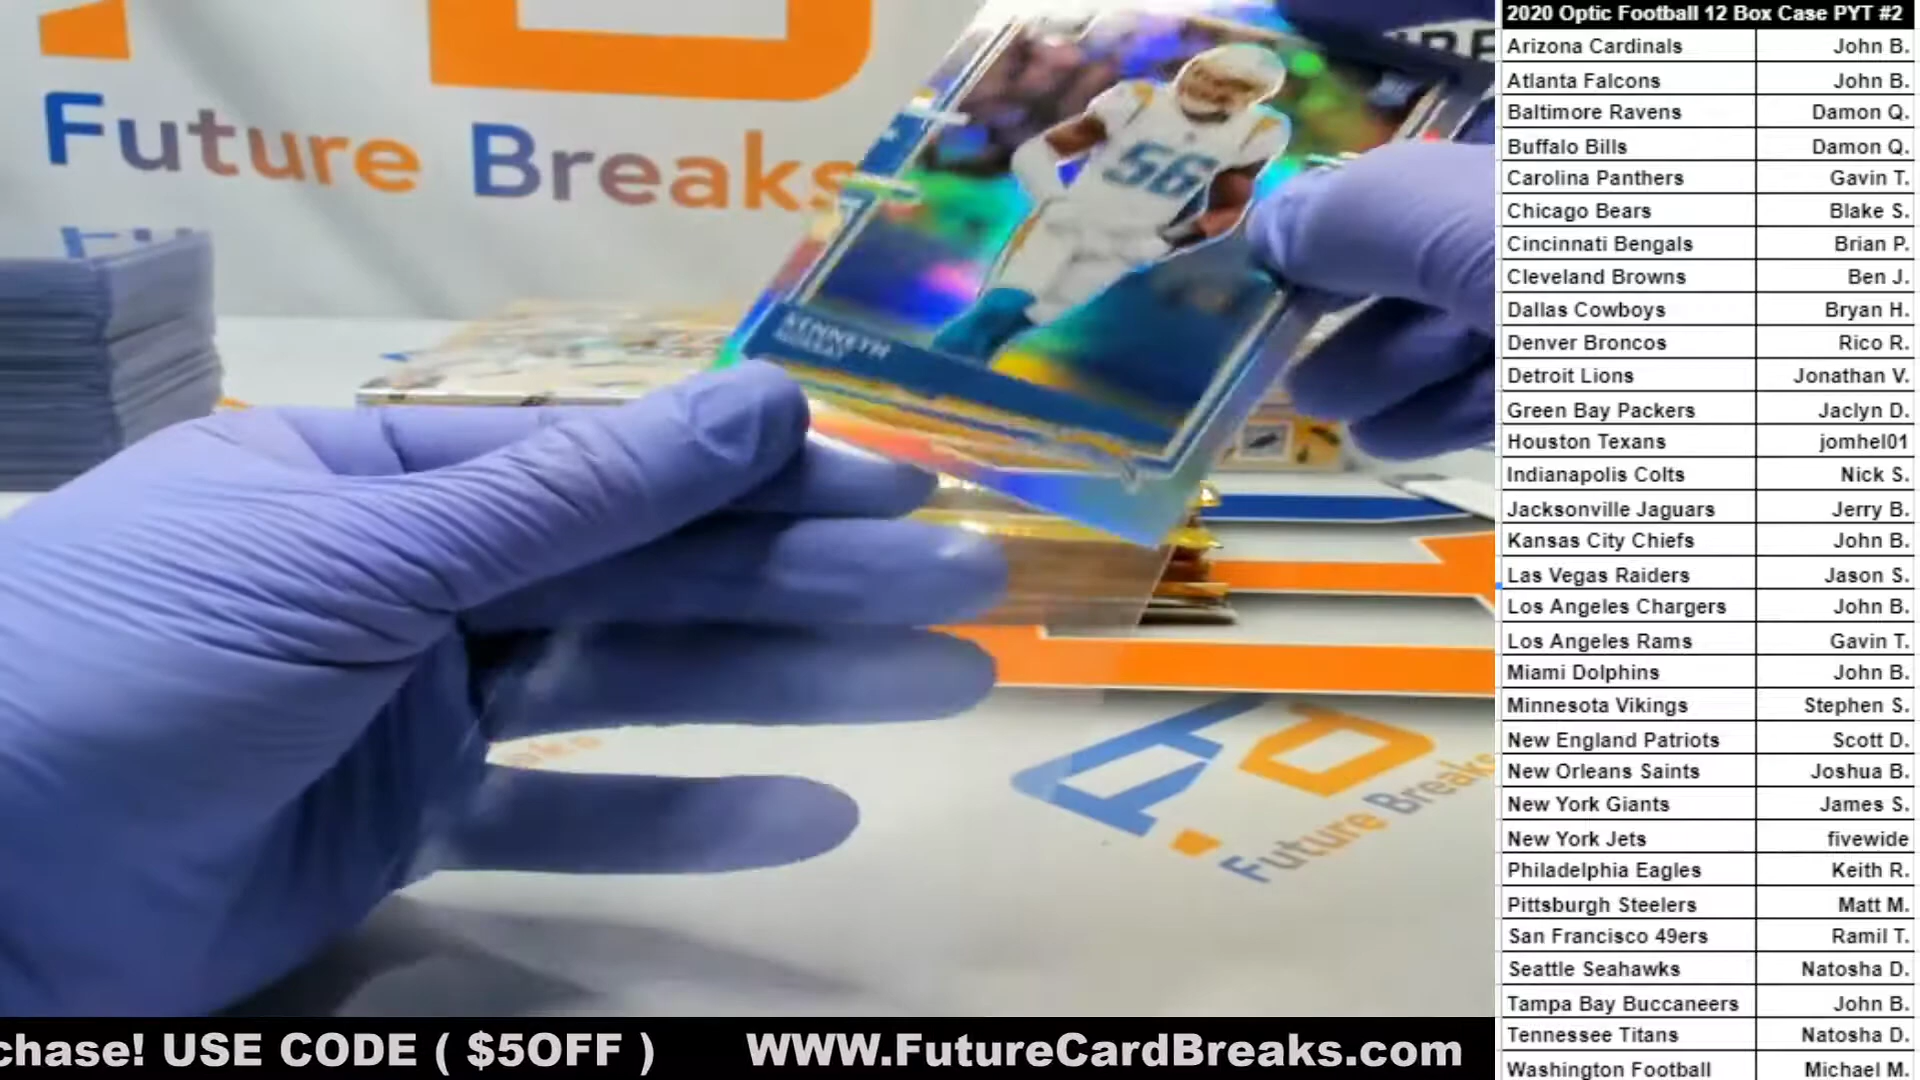 Future Breaks
56
KENNETH
MURRAY
Future Breaks
chase! USE CODE ( $5OFF ) WWW.FutureCardBreaks.com
2020 Optic Football 12 Box Case PYT #2
Arizona Cardinals John B.
Atlanta Falcons John B.
Baltimore Ravens Damon Q.
Buffalo Bills Damon Q.
Carolina Panthers Gavin T.
Chicago Bears Blake S.
Cincinnati Bengals Brian P.
Cleveland Browns Ben J.
Dallas Cowboys Bryan H.
Denver Broncos Rico R.
Detroit Lions Jonathan V.
Green Bay Packers Jaclyn D.
Houston Texans jomhel01
Indianapolis Colts Nick S.
Jacksonville Jaguars Jerry B.
Kansas City Chiefs John B.
Las Vegas Raiders Jason S.
Los Angeles Chargers John B.
Los Angeles Rams Gavin T.
Miami Dolphins John B.
Minnesota Vikings Stephen S.
New England Patriots Scott D.
New Orleans Saints Joshua B.
New York Giants James S.
New York Jets fivewide
Philadelphia Eagles Keith R.
Pittsburgh Steelers Matt M.
San Francisco 49ers Ramil T.
Seattle Seahawks Natosha D.
Tampa Bay Buccaneers John B.
Tennessee Titans Natosha D.
Washington Football Michael M.